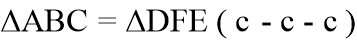 ΔABC = ΔDFE ( c - c - c )